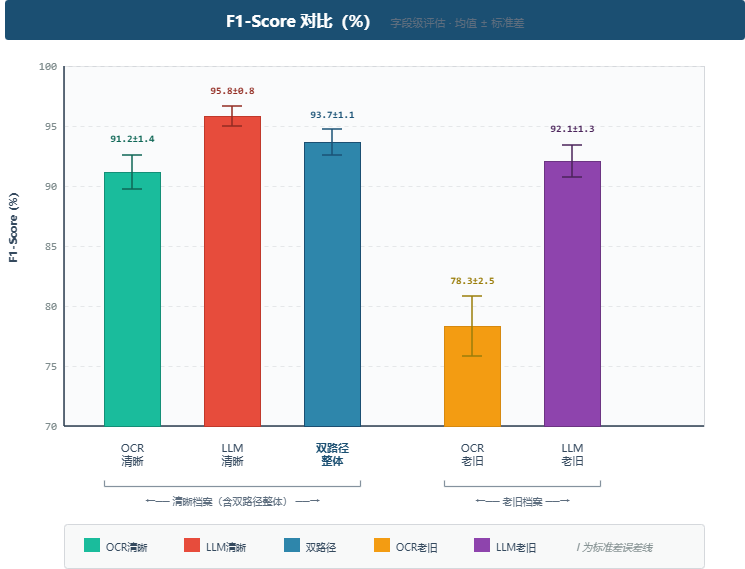 F1-Score 对比（%） 字段级评估 · 均值 ± 标准差
100
95
90
85
80
75
70
F1-Score (%)
91.2±1.4
95.8±0.8
93.7±1.1
78.3±2.5
92.1±1.3
OCR
清晰
LLM
清晰
双路径
整体
OCR
老旧
LLM
老旧
←── 清晰档案（含双路径整体） ──→
←── 老旧档案 ──→
OCR清晰 LLM清晰 双路径 OCR老旧 LLM老旧 I 为标准差误差线